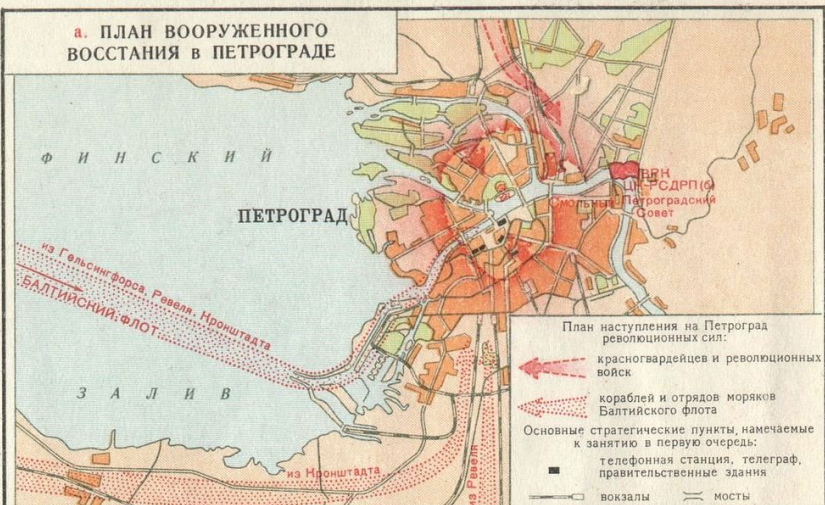 а. ПЛАН ВООРУЖЕННОГО
ВОССТАНИЯ в ПЕТРОГРАДЕ
ФИНСКИЙ
ВРК
ЦК РСДРП(б)
Смольный Петроградский
Совет
ПЕТРОГРАД
из Гельсингфорса, Ревеля, Кронштадта
БАЛТИЙСКИЙ ФЛОТ
ЗАЛИВ
из Кронштадта
из Ревеля
План наступления на Петроград
революционных сил:
красногвардейцев и революционных
войск
кораблей и отрядов моряков
Балтийского флота
Основные стратегические пункты, намечаемые
к занятию в первую очередь:
телефонная станция, телеграф,
правительственные здания
вокзалы мосты